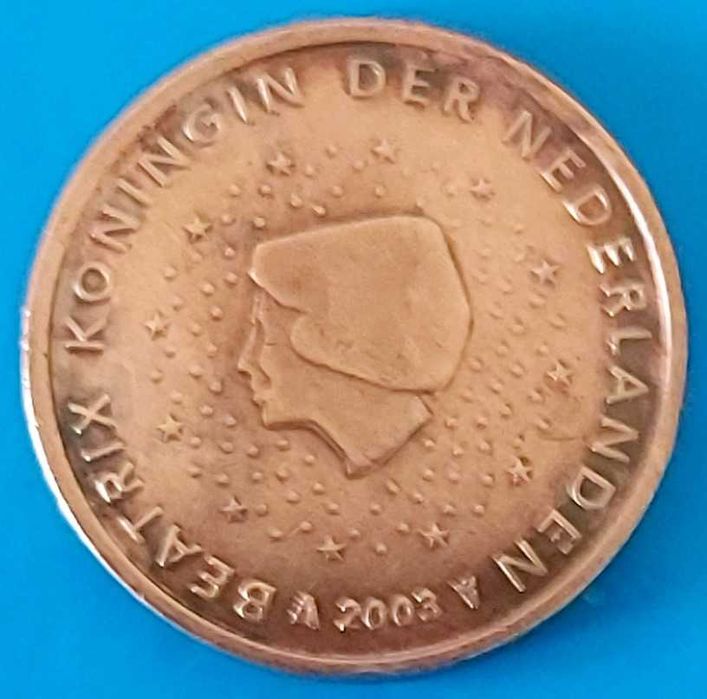 BEATRIX KONINGIN DER NEDERLANDEN
2003